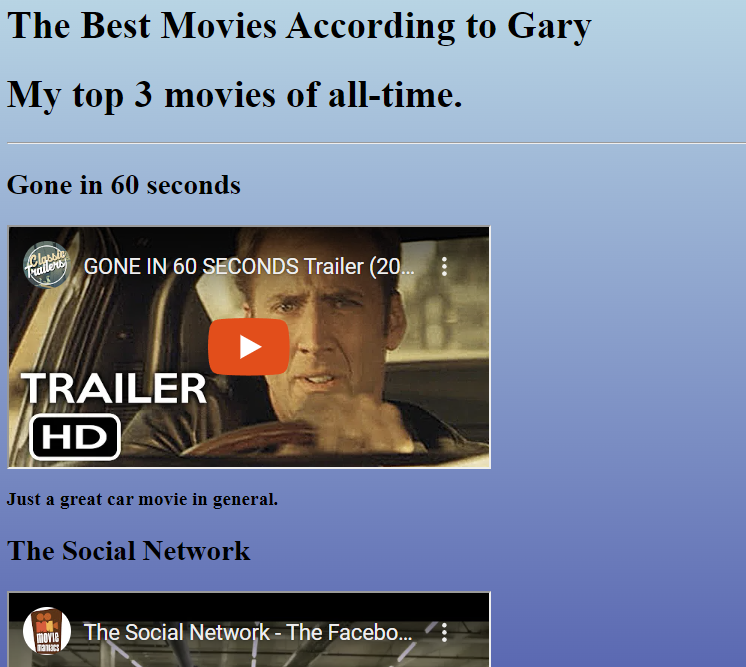 The Best Movies According to Gary
My top 3 movies of all-time.
Gone in 60 seconds
Classic Trailers
GONE IN 60 SECONDS Trailer (20...
TRAILER
HD
Just a great car movie in general.
The Social Network
movie maniacs
The Social Network - The Facebo...